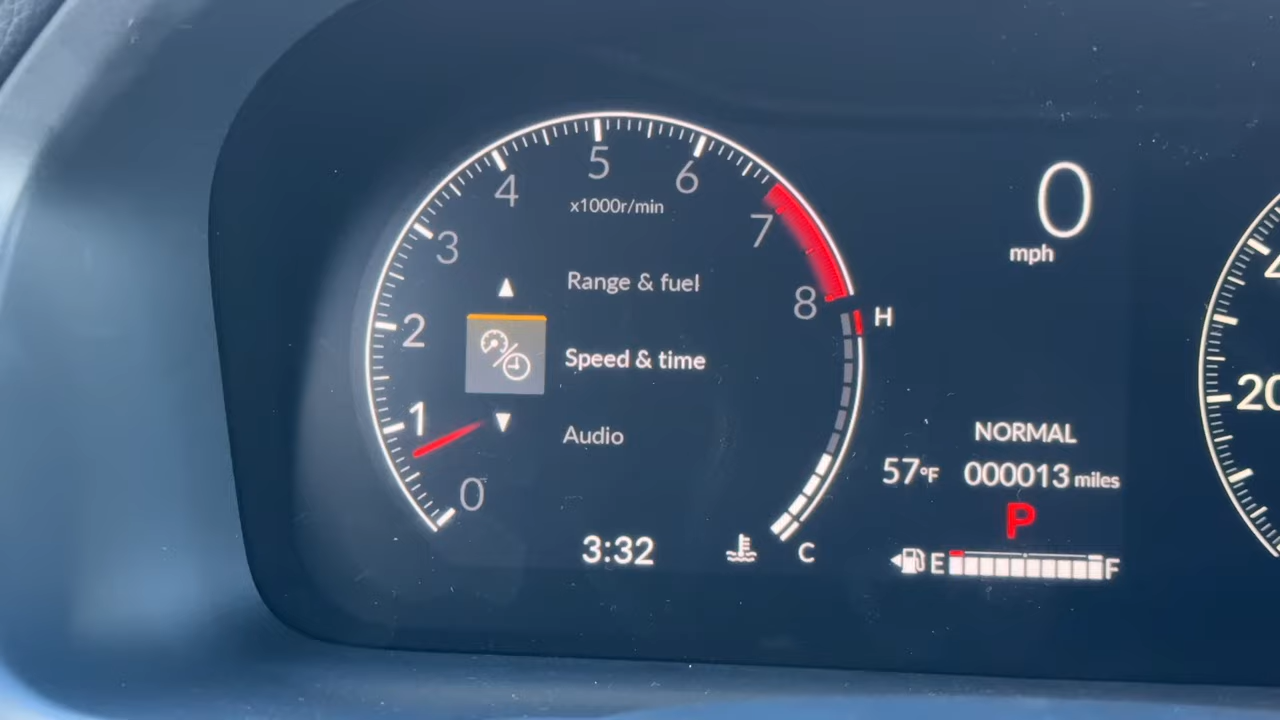 5
4
6
x1000r/min
3
7
0
mph
Range & fuel
8
H
2
Speed & time
20
1
Audio
NORMAL
57°F 000013 miles
0
P
3:32
C
E F